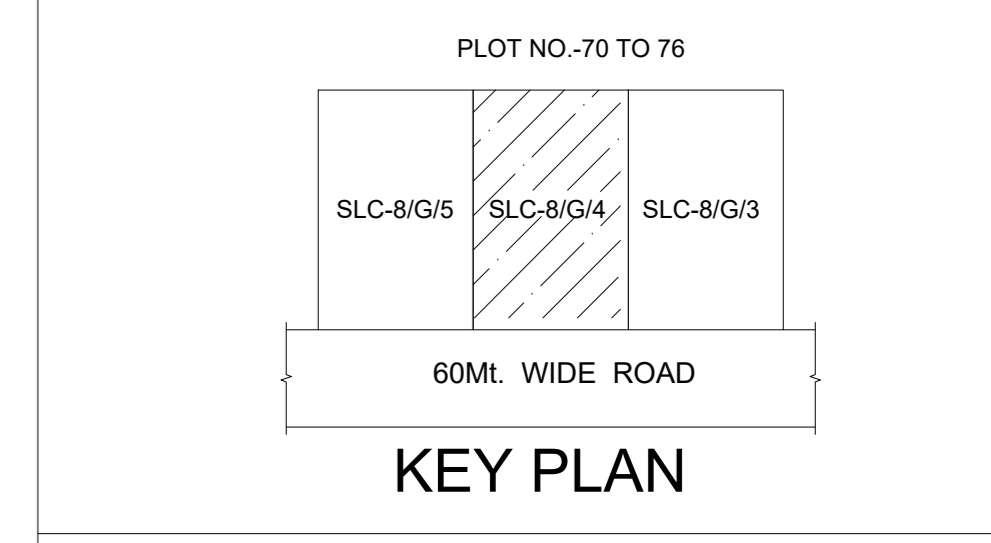 PLOT NO.-70 TO 76
SLC-8/G/5 SLC-8/G/4 SLC-8/G/3
60Mt. WIDE ROAD
KEY PLAN